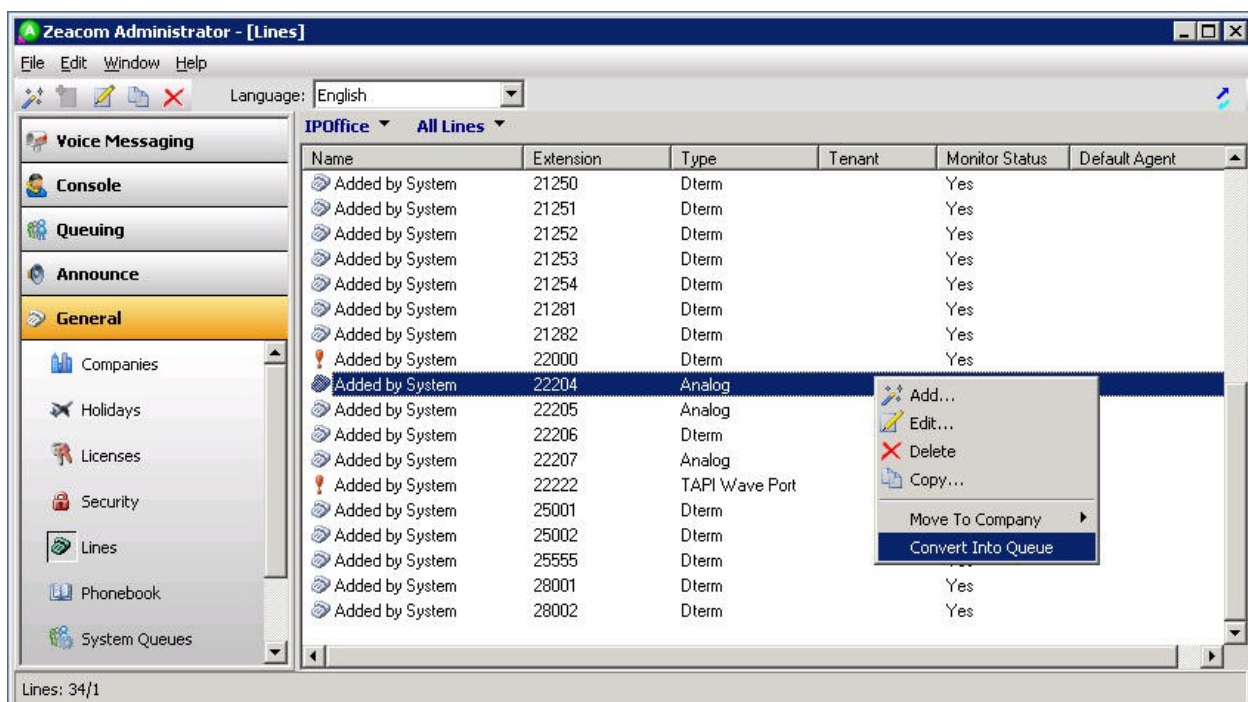 Zeacom Administrator - [Lines]
File Edit Window Help
Language: English
Voice Messaging
Console
Queuing
Announce
General
Companies
Holidays
Licenses
Security
Lines
Phonebook
System Queues
IPOffice All Lines
Name Extension Type Tenant Monitor Status Default Agent
Added by System 21250 Dterm Yes
Added by System 21251 Dterm Yes
Added by System 21252 Dterm Yes
Added by System 21253 Dterm Yes
Added by System 21254 Dterm Yes
Added by System 21281 Dterm Yes
Added by System 21282 Dterm Yes
Added by System 22000 Dterm Yes
Added by System 22204 Analog
Added by System 22205 Analog
Added by System 22206 Dterm
Added by System 22207 Analog
Added by System 22222 TAPI Wave Port
Added by System 25001 Dterm
Added by System 25002 Dterm
Added by System 25555 Dterm
Added by System 28001 Dterm Yes
Added by System 28002 Dterm Yes
Add...
Edit...
Delete
Copy...
Move To Company
Convert Into Queue
Lines: 34/1